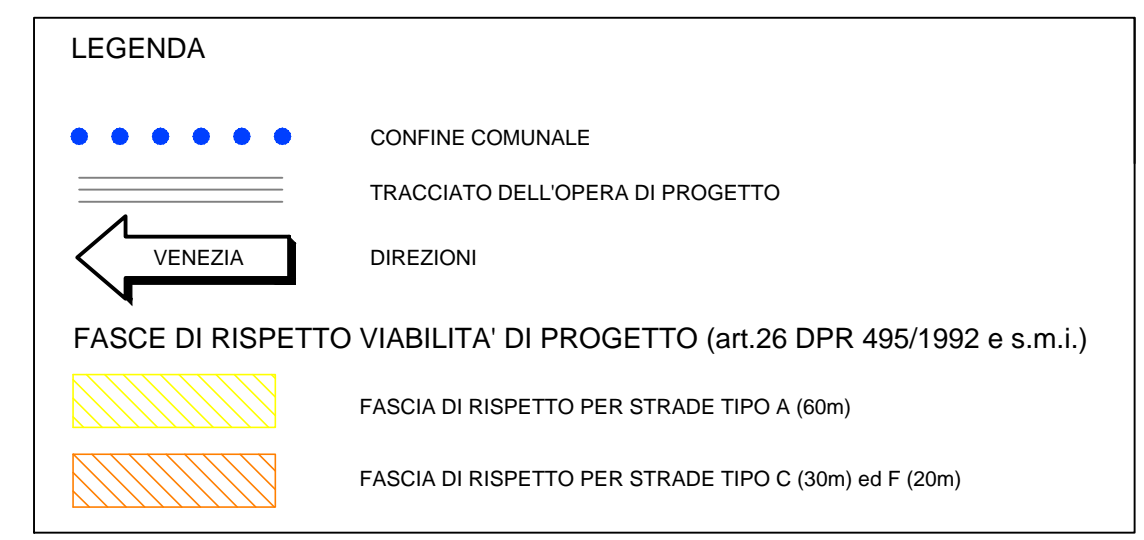 LEGENDA
CONFINE COMUNALE
TRACCIATO DELL'OPERA DI PROGETTO
VENEZIA DIREZIONI
FASCE DI RISPETTO VIABILITA' DI PROGETTO (art.26 DPR 495/1992 e s.m.i.)
FASCIA DI RISPETTO PER STRADE TIPO A (60m)
FASCIA DI RISPETTO PER STRADE TIPO C (30m) ed F (20m)